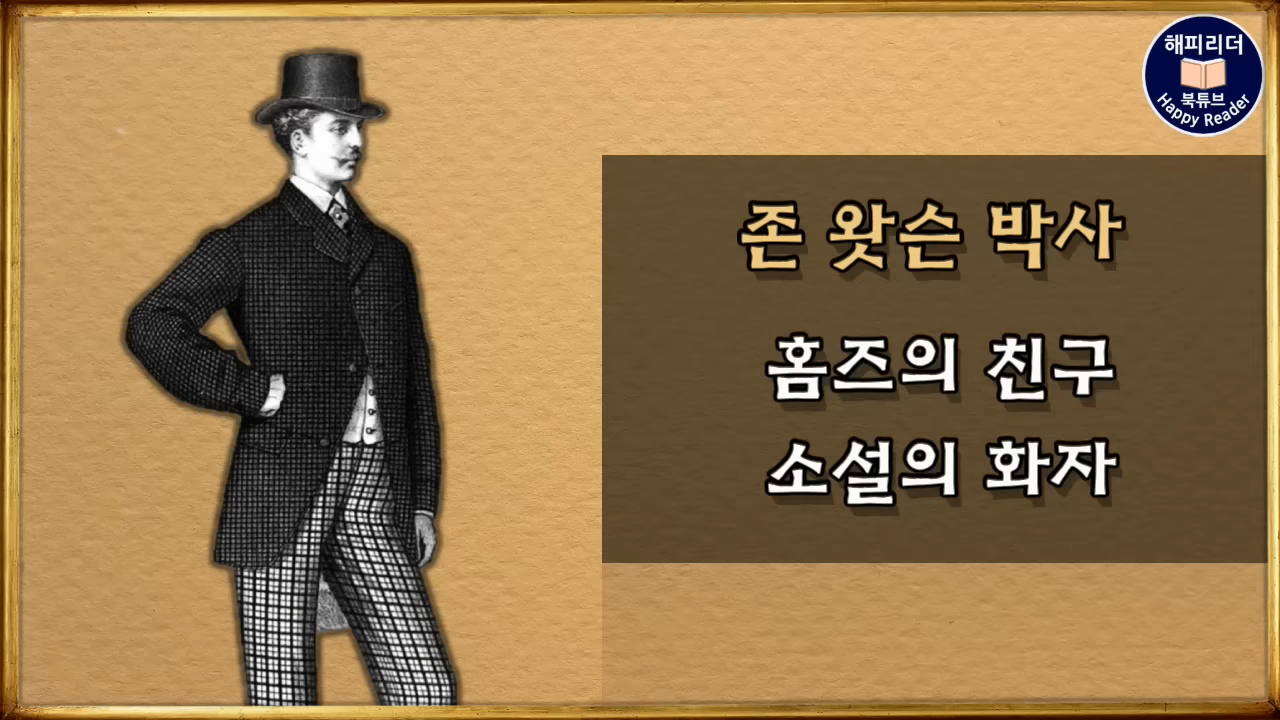 해피리더
북튜브
Happy Reader
존 왓슨 박사
홈즈의 친구
소설의 화자